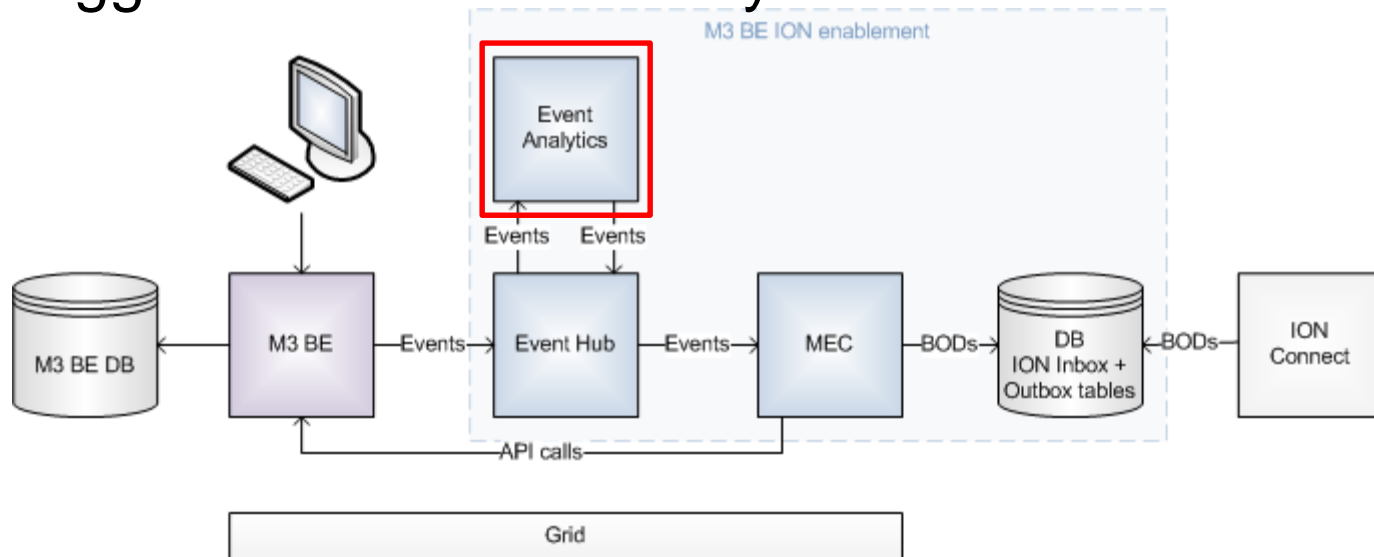 M3 BE ION enablement
Event
Analytics
Events
Events
M3 BE DB
M3 BE
Events
Event Hub
Events
MEC
BODs
DB
ION Inbox +
Outbox tables
BODs
ION
Connect
API calls
Grid